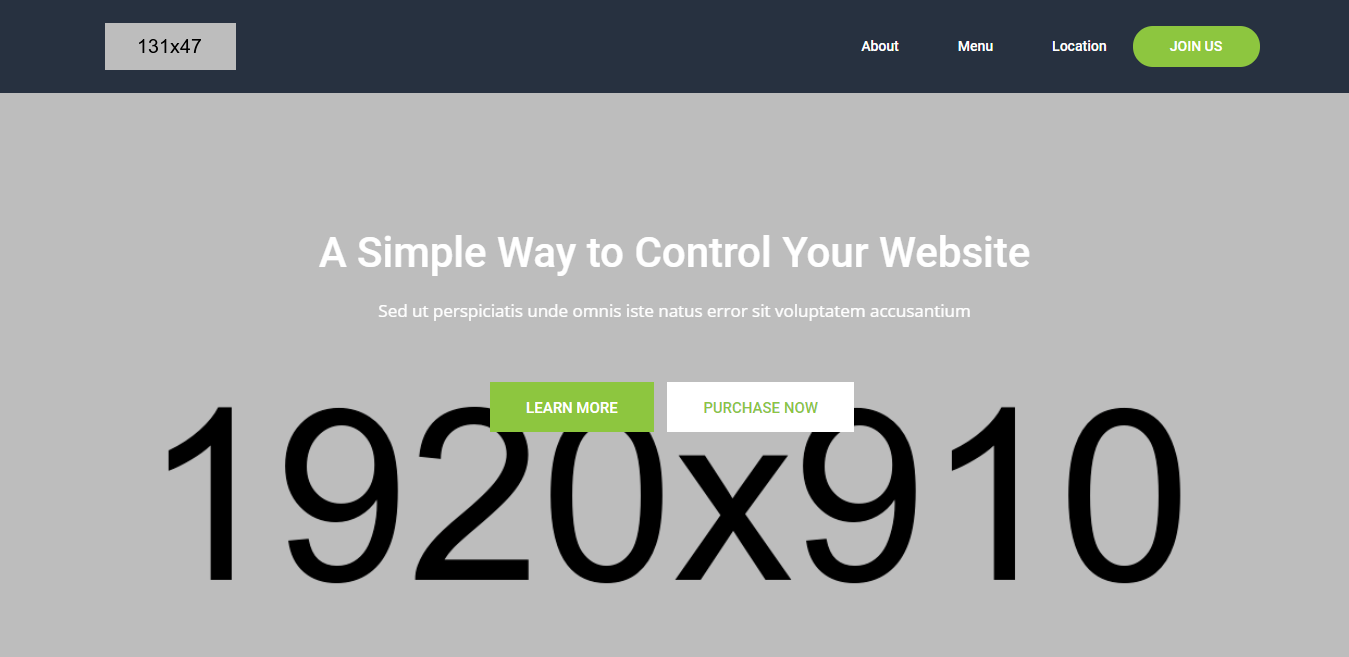 131x47
About
Menu
Location
JOIN US
A Simple Way to Control Your Website
Sed ut perspiciatis unde omnis iste natus error sit voluptatem accusantium
LEARN MORE
PURCHASE NOW
1920x910